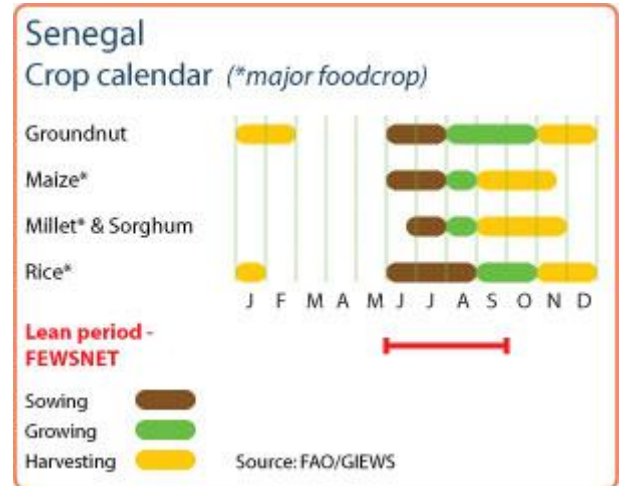 Senegal
Crop calendar (*major foodcrop)
Groundnut
Maize*
Millet* & Sorghum
Rice*
J F M A M J J A S O N D
Lean period -
FEWSNET
Sowing
Growing
Harvesting
Source: FAO/GIEWS